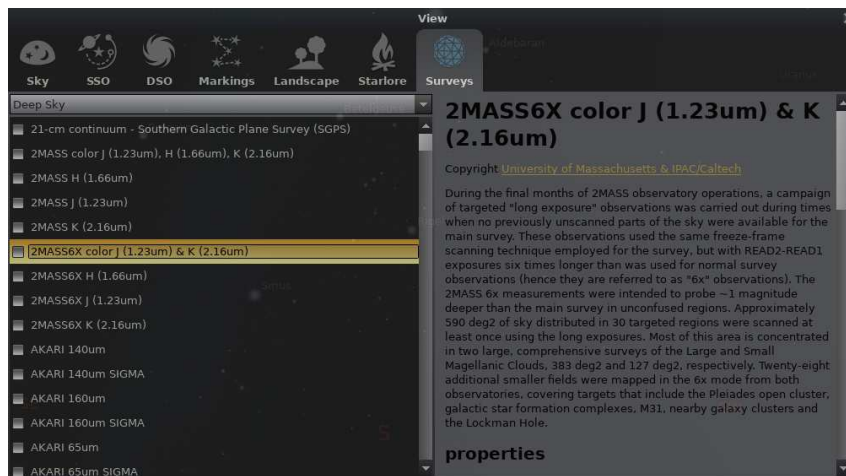 View
Aldebaran
Sky
SSO
DSO
Markings
Landscape
Starlore
Surveys
Deep Sky
21-cm continuum - Southern Galactic Plane Survey (SGPS)
2MASS color J (1.23um), H (1.66um), K (2.16um)
2MASS H (1.66um)
2MASS J (1.23um)
2MASS K (2.16um)
2MASS6X color J (1.23um) & K (2.16um)
2MASS6X H (1.66um)
2MASS6X J (1.23um)
Sirius
2MASS6X K (2.16um)
AKARI 140um
AKARI 140um SIGMA
AKARI 160um
AKARI 160um SIGMA
S
AKARI 65um
AKARI 65um SIGMA
2MASS6X color J (1.23um) & K
(2.16um)
Copyright University of Massachusetts & IPAC/Caltech
During the final months of 2MASS observatory operations, a campaign
of targeted "long exposure" observations was carried out during times
when no previously unscanned parts of the sky were available for the
main survey. These observations used the same freeze-frame
scanning technique employed for the survey, but with READ2-READ1
exposures six times longer than was used for normal survey
observations (hence they are referred to as "6x" observations). The
2MASS 6x measurements were intended to probe ~1 magnitude
deeper than the main survey in unconfused regions. Approximately
590 deg2 of sky distributed in 30 targeted regions were scanned at
least once using the long exposures. Most of this area is concentrated
in two large, comprehensive surveys of the Large and Small
Magellanic Clouds, 383 deg2 and 127 deg2, respectively. Twenty-eight
additional smaller fields were mapped in the 6x mode from both
observatories, covering targets that include the Pleiades open cluster,
galactic star formation complexes, M31, nearby galaxy clusters and
the Lockman Hole.
properties